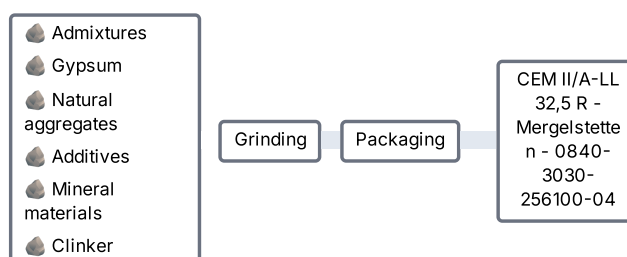 Admixtures
Gypsum
Natural
aggregates
Additives
Mineral
materials
Clinker
Grinding
Packaging
CEM II/A-LL
32,5 R -
Mergelstette
n - 0840-
3030-
256100-04